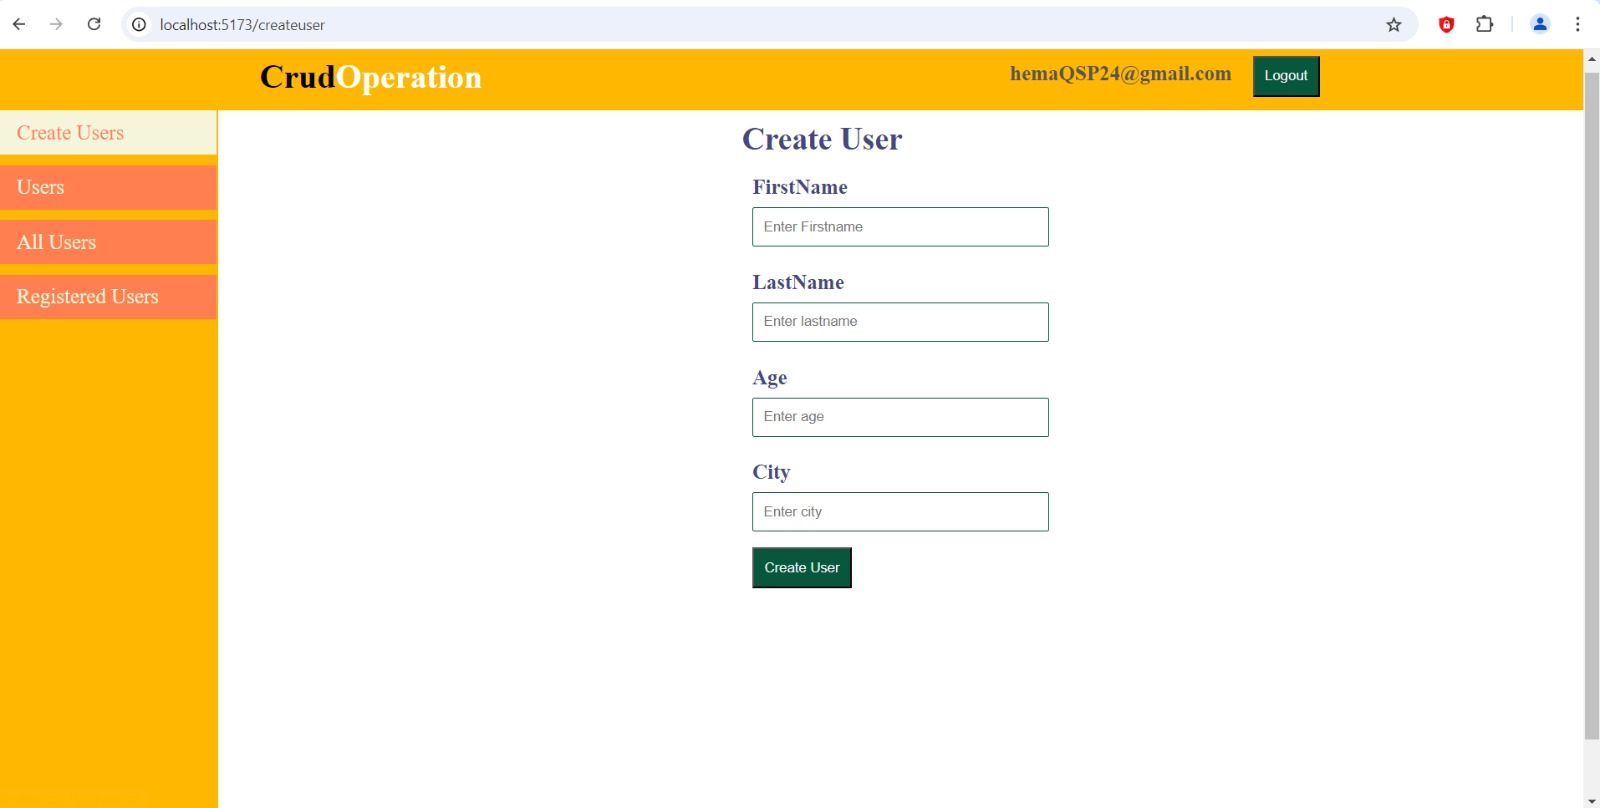 localhost:5173/createuser
CrudOperation
hemaQSP24@gmail.com
Logout
Create Users
Users
All Users
Registered Users
Create User
FirstName
Enter Firstname
LastName
Enter lastname
Age
Enter age
City
Enter city
Create User